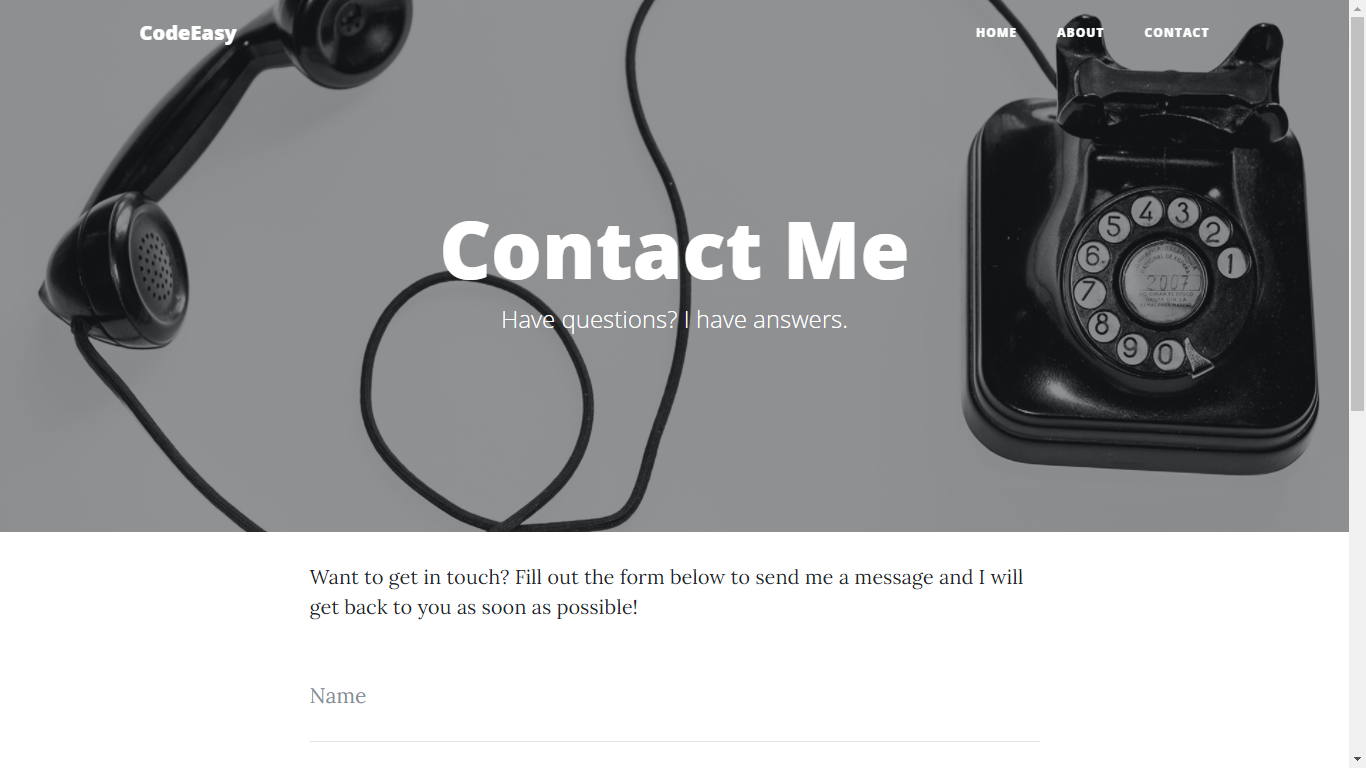 CodeEasy
HOME ABOUT CONTACT
Contact Me
Have questions? I have answers.
5 4 3 2 1
6 7 8 9 0
2007
Want to get in touch? Fill out the form below to send me a message and I will
get back to you as soon as possible!
Name